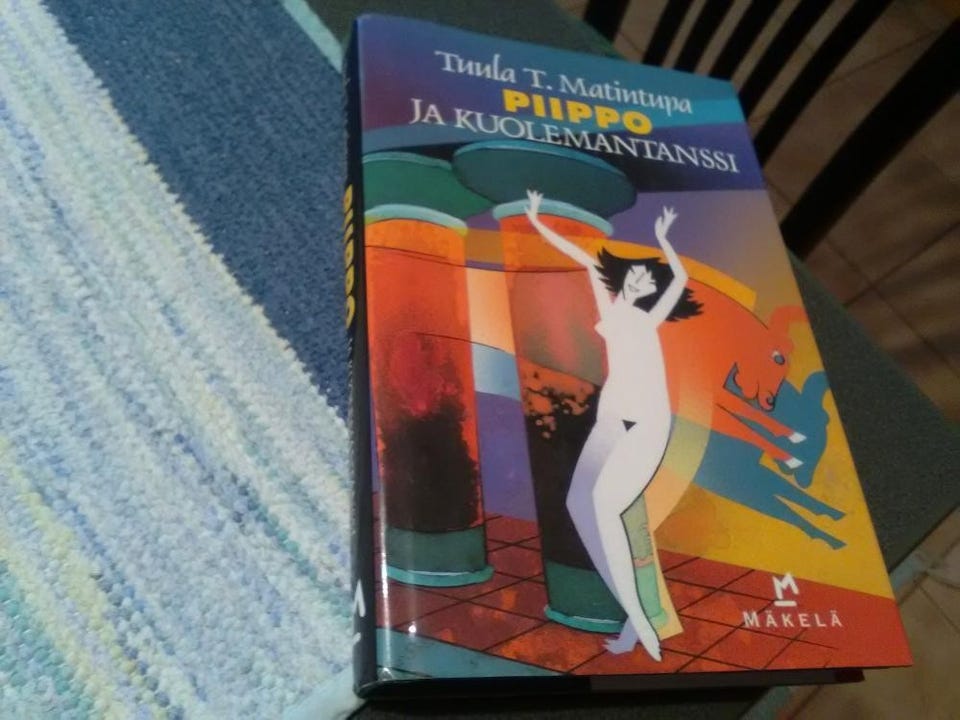 Tuula T. Matintupa
PIIPPO
JA KUOLEMANTANSSI
PIIPPO
M
M
MÄKELÄ